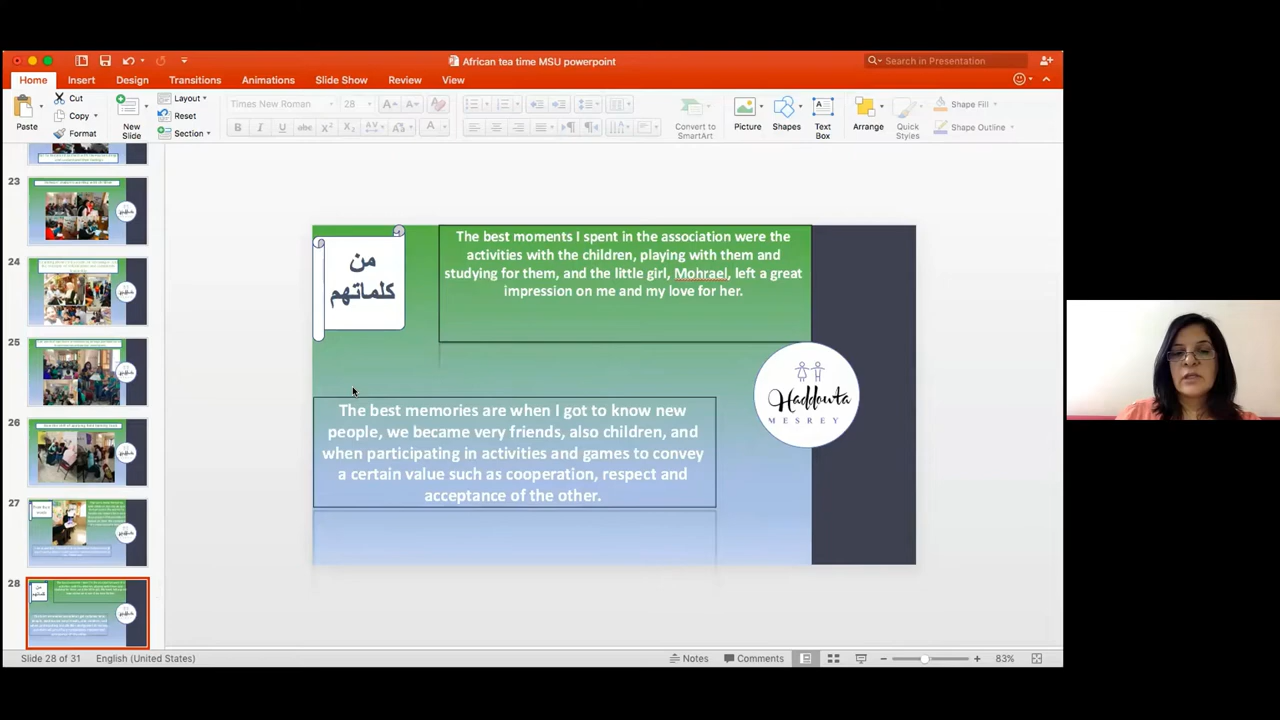 African tea time MSU powerpoint
Search in Presentation
Home Insert Design Transitions Animations Slide Show Review View
Paste
Cut
Copy
Format
New Slide
Layout
Reset
Section
Times New Roman 28
Convert to SmartArt
Picture
Shapes
Text Box
Arrange
Quick Styles
Shape Fill
Shape Outline
23
24
25
26
27
28
من
كلماتهم
The best moments I spent in the association were the
activities with the children, playing with them and
studying for them, and the little girl, Mohrael, left a great
impression on me and my love for her.
Haddouta
MESREY
The best memories are when I got to know new
people, we became very friends, also children, and
when participating in activities and games to convey
a certain value such as cooperation, respect and
acceptance of the other.
Slide 28 of 31 English (United States) Notes Comments 83%